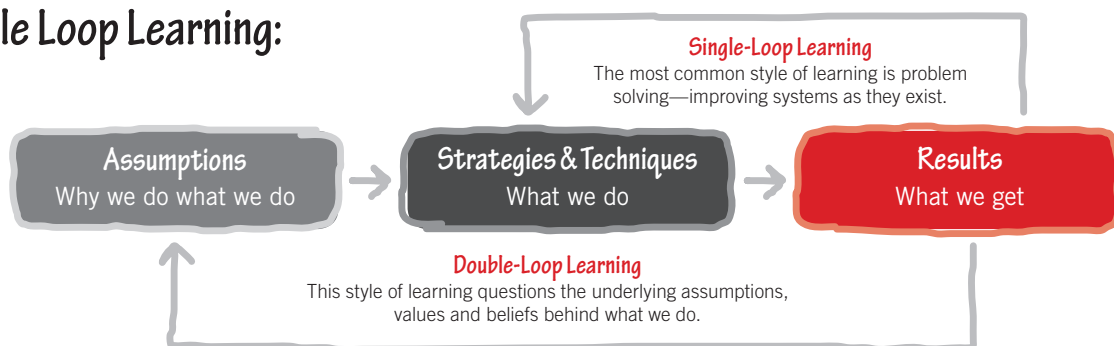 le Loop Learning:
Single-Loop Learning
The most common style of learning is problem
solving—improving systems as they exist.
Assumptions
Why we do what we do
Strategies & Techniques
What we do
Results
What we get
Double-Loop Learning
This style of learning questions the underlying assumptions,
values and beliefs behind what we do.